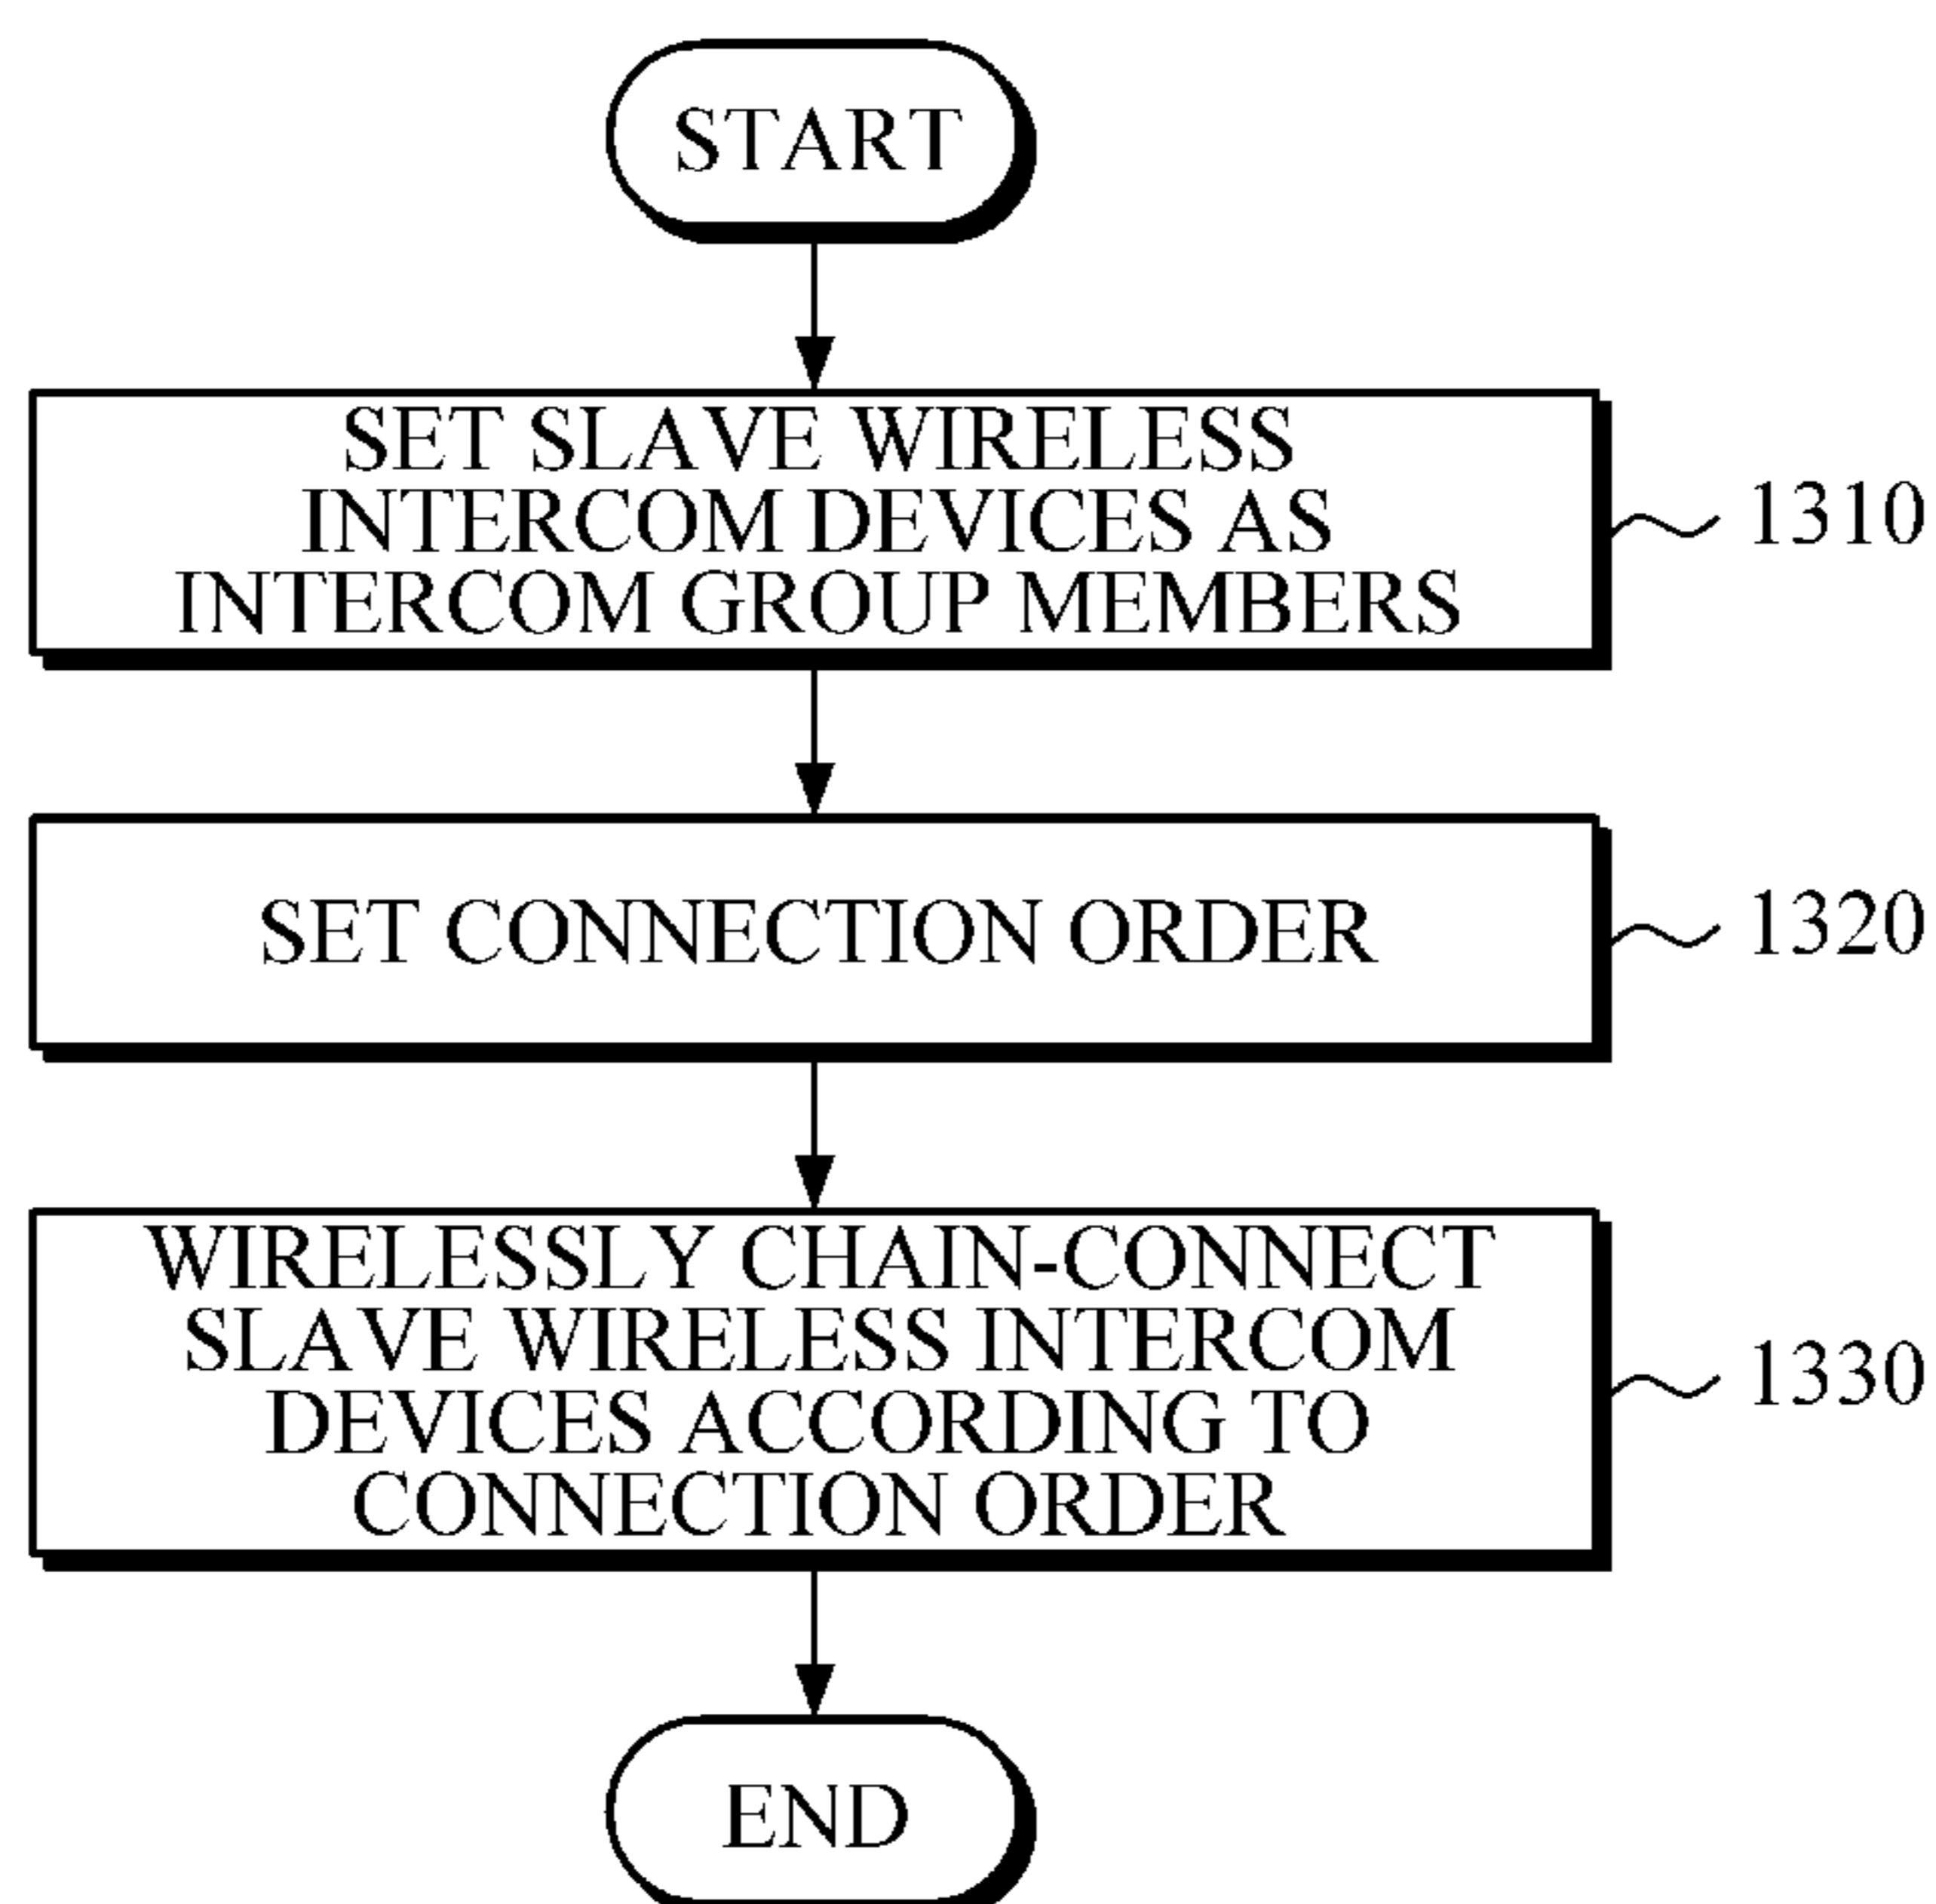 START
SET SLAVE WIRELESS
INTERCOM DEVICES AS
INTERCOM GROUP MEMBERS
1310
SET CONNECTION ORDER
1320
WIRELESSLY CHAIN-CONNECT
SLAVE WIRELESS INTERCOM
DEVICES ACCORDING TO
CONNECTION ORDER
1330
END